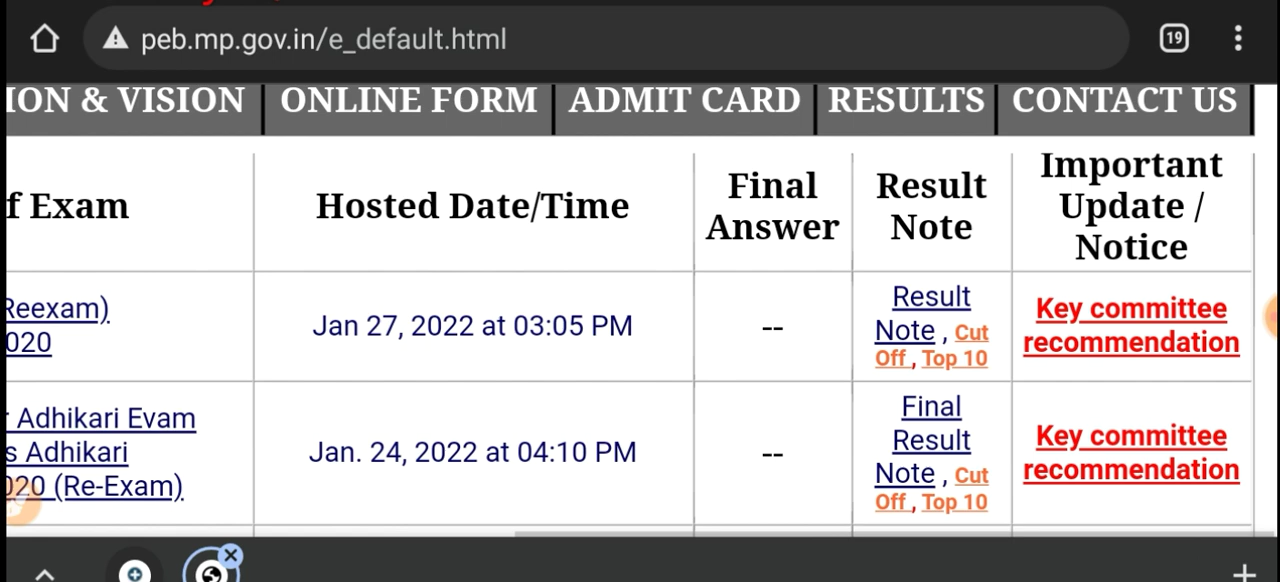 peb.mp.gov.in/e_default.html
19
ION & VISION
ONLINE FORM
ADMIT CARD
RESULTS
CONTACT US
f Exam
Hosted Date/Time
Final
Answer
Result
Note
Important
Update /
Notice
Reexam)
020
Jan 27, 2022 at 03:05 PM
--
Result
Note , Cut
Off , Top 10
Key committee
recommendation
r Adhikari Evam
s Adhikari
020 (Re-Exam)
Jan. 24, 2022 at 04:10 PM
--
Final
Result
Note , Cut
Off , Top 10
Key committee
recommendation